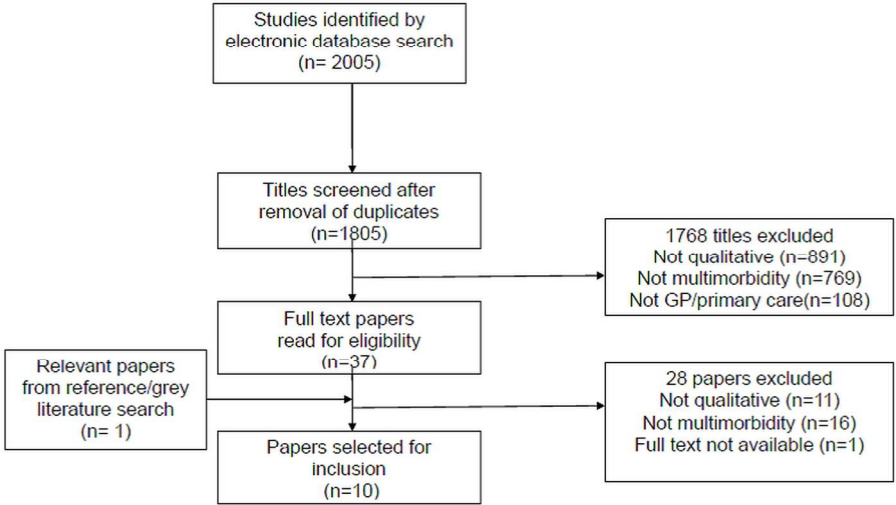 Studies identified by
electronic database search
(n= 2005)
Titles screened after
removal of duplicates
(n=1805)
1768 titles excluded
Not qualitative (n=891)
Not multimorbidity (n=769)
Not GP/primary care(n=108)
Full text papers
read for eligibility
(n=37)
Relevant papers
from reference/grey
literature search
(n= 1)
28 papers excluded
Not qualitative (n=11)
Not multimorbidity (n=16)
Full text not available (n=1)
Papers selected for
inclusion
(n=10)